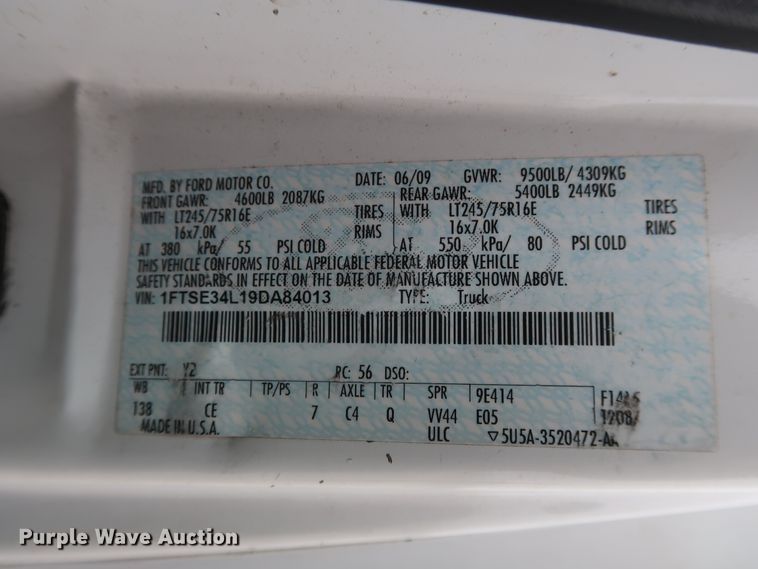 MFD. BY FORD MOTOR CO. DATE: 06/09 GVWR: 9500LB/ 4309KG
FRONT GAWR: 4600LB 2087KG REAR GAWR: 5400LB 2449KG
WITH LT245/75R16E TIRES WITH LT245/75R16E TIRES
16x7.0K RIMS 16x7.0K RIMS
AT 380 kPa/ 55 PSI COLD AT 550 kPa/ 80 PSI COLD
THIS VEHICLE CONFORMS TO ALL APPLICABLE FEDERAL MOTOR VEHICLE
SAFETY STANDARDS IN EFFECT ON THE DATE OF MANUFACTURE SHOWN ABOVE.
VIN: 1FTSE34L19DA84013 TYPE: Truck
EXT PNT: YZ RC: 56 DSO:
WB INT TR TP/PS R AXLE TR SPR 9E414
138 CE 7 C4 Q VV44 E05
MADE IN U.S.A. ULC ▽5U5A-3520472-
Purple Wave Auction